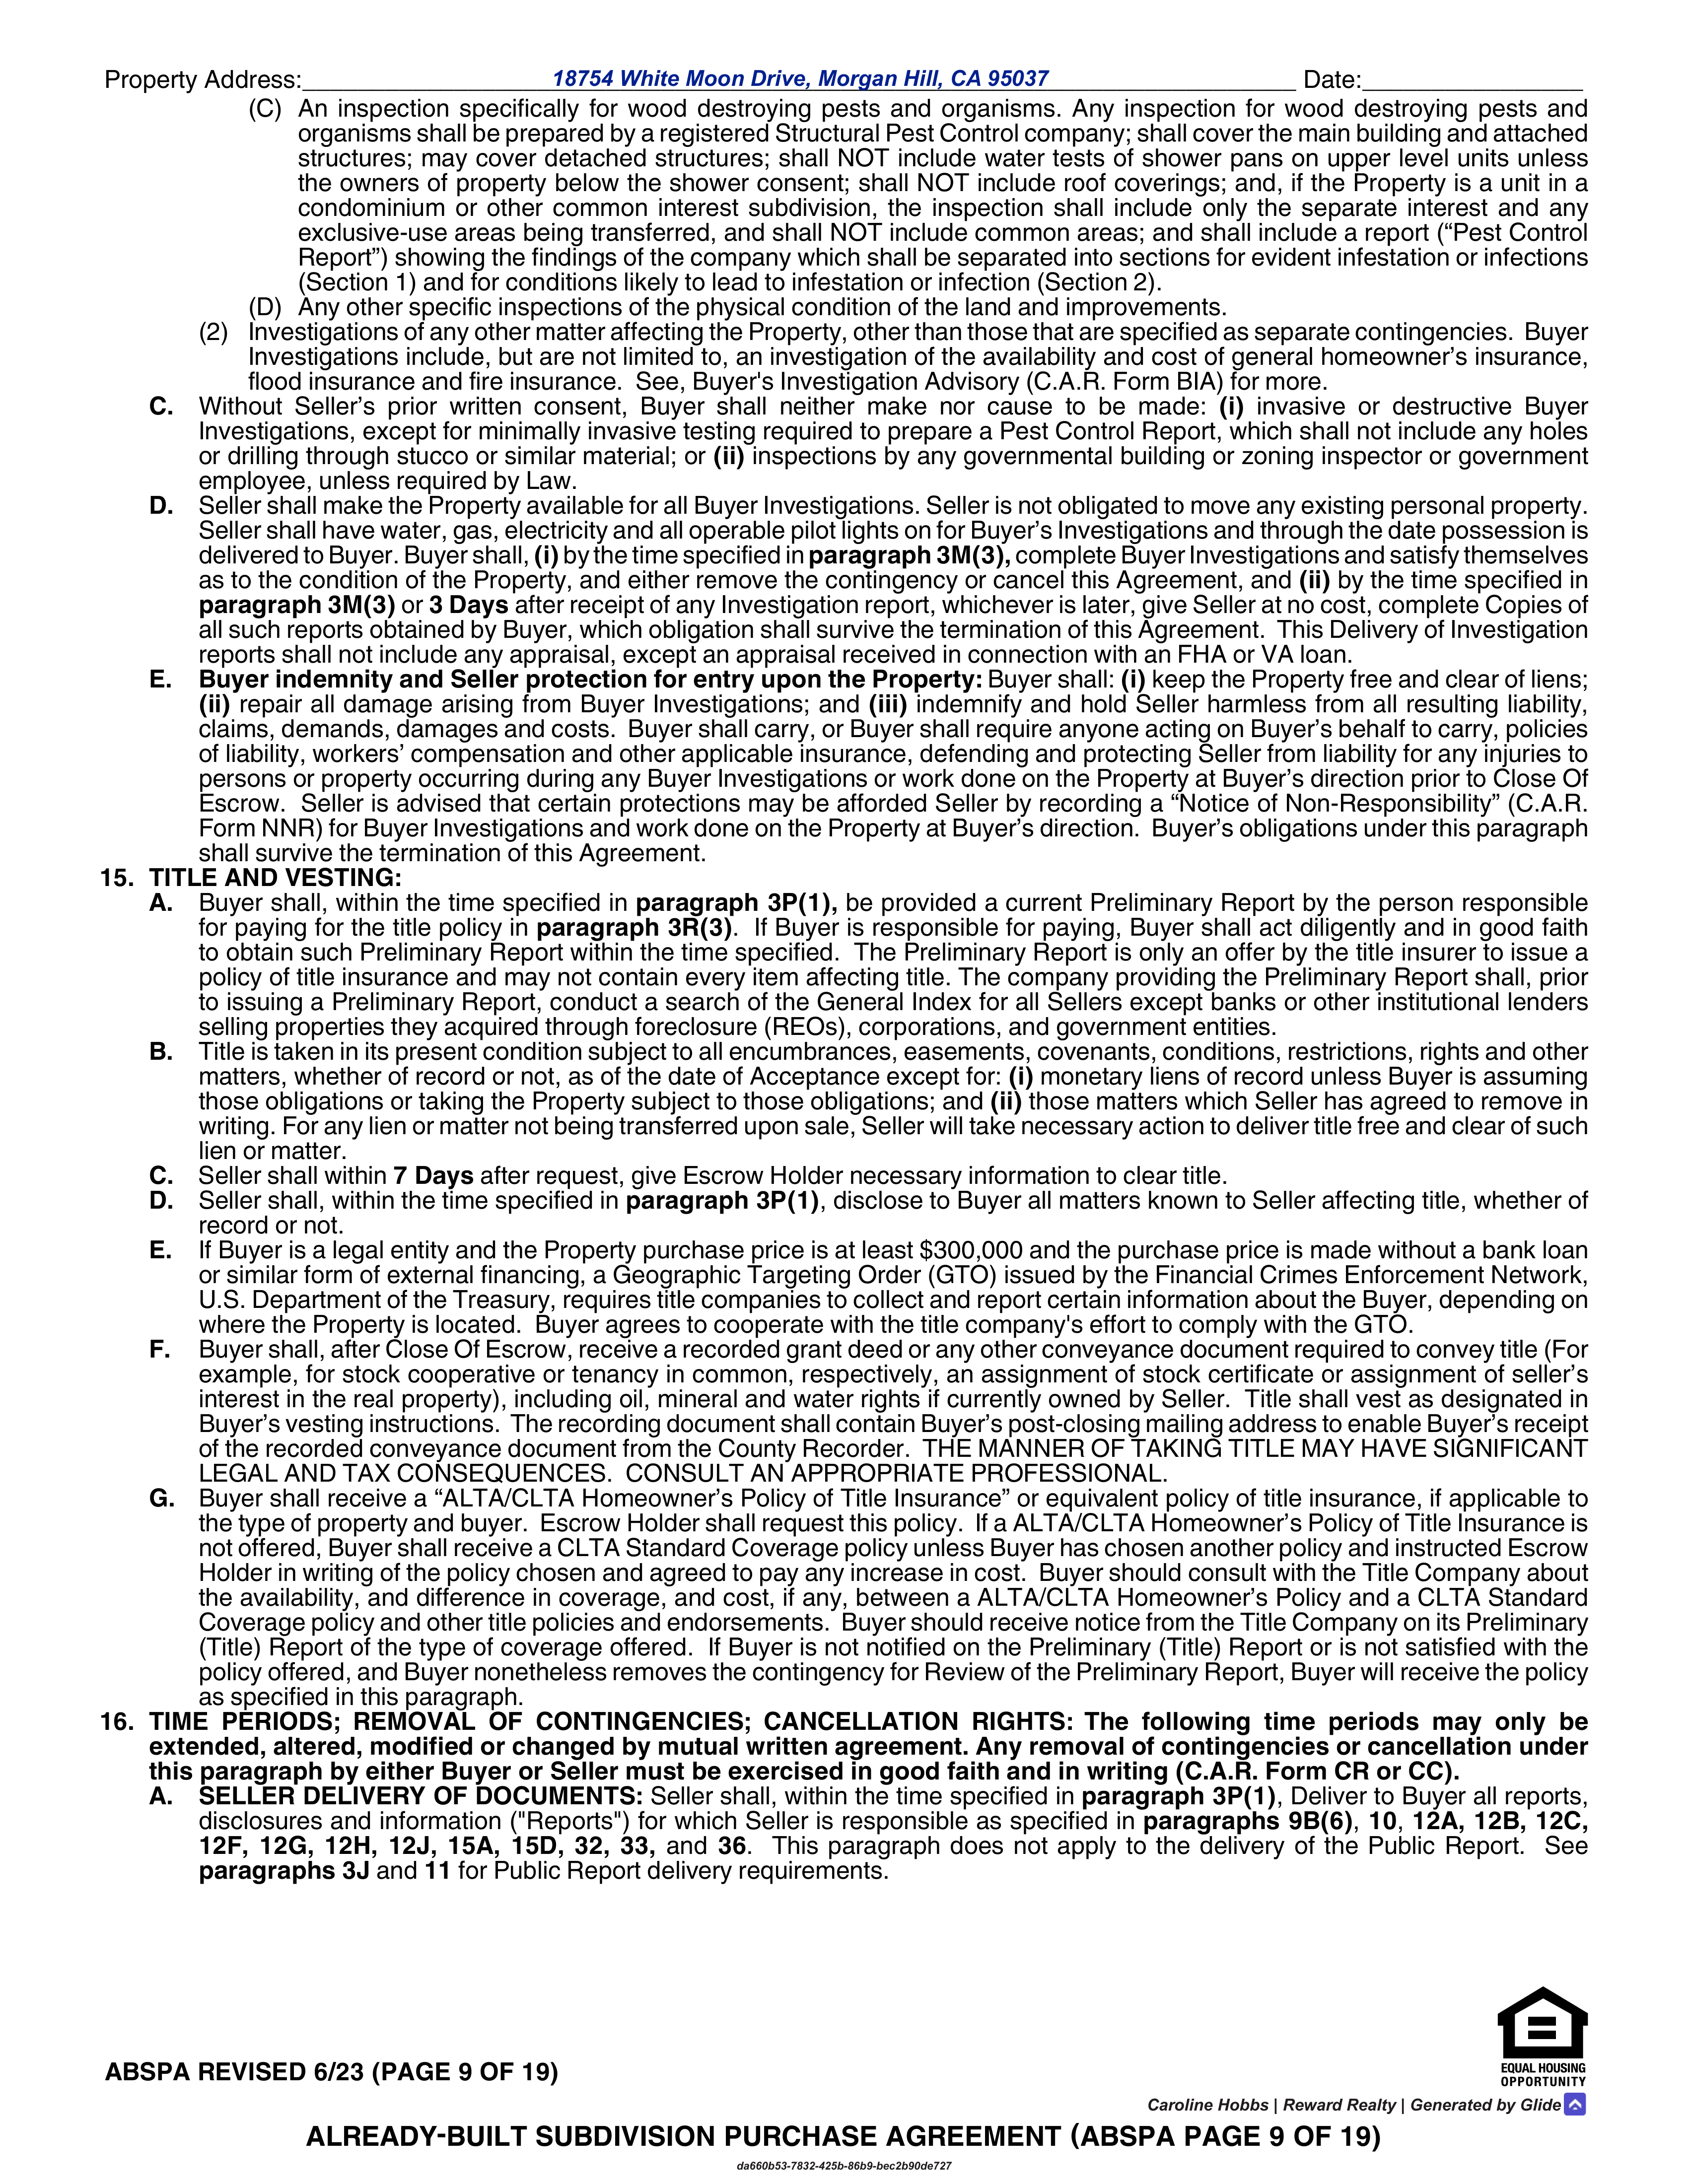 Property Address: 18754 White Moon Drive, Morgan Hill, CA 95037 Date:
(C) An inspection specifically for wood destroying pests and organisms. Any inspection for wood destroying pests and
organisms shall be prepared by a registered Structural Pest Control company; shall cover the main building and attached
structures; may cover detached structures; shall NOT include water tests of shower pans on upper level units unless
the owners of property below the shower consent; shall NOT include roof coverings; and, if the Property is a unit in a
condominium or other common interest subdivision, the inspection shall include only the separate interest and any
exclusive-use areas being transferred, and shall NOT include common areas; and shall include a report (“Pest Control
Report”) showing the findings of the company which shall be separated into sections for evident infestation or infections
(Section 1) and for conditions likely to lead to infestation or infection (Section 2).
(D) Any other specific inspections of the physical condition of the land and improvements.
(2) Investigations of any other matter affecting the Property, other than those that are specified as separate contingencies. Buyer
Investigations include, but are not limited to, an investigation of the availability and cost of general homeowner’s insurance,
flood insurance and fire insurance. See, Buyer's Investigation Advisory (C.A.R. Form BIA) for more.
C. Without Seller’s prior written consent, Buyer shall neither make nor cause to be made: (i) invasive or destructive Buyer
Investigations, except for minimally invasive testing required to prepare a Pest Control Report, which shall not include any holes
or drilling through stucco or similar material; or (ii) inspections by any governmental building or zoning inspector or government
employee, unless required by Law.
D. Seller shall make the Property available for all Buyer Investigations. Seller is not obligated to move any existing personal property.
Seller shall have water, gas, electricity and all operable pilot lights on for Buyer’s Investigations and through the date possession is
delivered to Buyer. Buyer shall, (i) by the time specified in paragraph 3M(3), complete Buyer Investigations and satisfy themselves
as to the condition of the Property, and either remove the contingency or cancel this Agreement, and (ii) by the time specified in
paragraph 3M(3) or 3 Days after receipt of any Investigation report, whichever is later, give Seller at no cost, complete Copies of
all such reports obtained by Buyer, which obligation shall survive the termination of this Agreement. This Delivery of Investigation
reports shall not include any appraisal, except an appraisal received in connection with an FHA or VA loan.
E. Buyer indemnity and Seller protection for entry upon the Property: Buyer shall: (i) keep the Property free and clear of liens;
(ii) repair all damage arising from Buyer Investigations; and (iii) indemnify and hold Seller harmless from all resulting liability,
claims, demands, damages and costs. Buyer shall carry, or Buyer shall require anyone acting on Buyer’s behalf to carry, policies
of liability, workers’ compensation and other applicable insurance, defending and protecting Seller from liability for any injuries to
persons or property occurring during any Buyer Investigations or work done on the Property at Buyer’s direction prior to Close Of
Escrow. Seller is advised that certain protections may be afforded Seller by recording a “Notice of Non-Responsibility” (C.A.R.
Form NNR) for Buyer Investigations and work done on the Property at Buyer’s direction. Buyer’s obligations under this paragraph
shall survive the termination of this Agreement.
15. TITLE AND VESTING:
A. Buyer shall, within the time specified in paragraph 3P(1), be provided a current Preliminary Report by the person responsible
for paying for the title policy in paragraph 3R(3). If Buyer is responsible for paying, Buyer shall act diligently and in good faith
to obtain such Preliminary Report within the time specified. The Preliminary Report is only an offer by the title insurer to issue a
policy of title insurance and may not contain every item affecting title. The company providing the Preliminary Report shall, prior
to issuing a Preliminary Report, conduct a search of the General Index for all Sellers except banks or other institutional lenders
selling properties they acquired through foreclosure (REOs), corporations, and government entities.
B. Title is taken in its present condition subject to all encumbrances, easements, covenants, conditions, restrictions, rights and other
matters, whether of record or not, as of the date of Acceptance except for: (i) monetary liens of record unless Buyer is assuming
those obligations or taking the Property subject to those obligations; and (ii) those matters which Seller has agreed to remove in
writing. For any lien or matter not being transferred upon sale, Seller will take necessary action to deliver title free and clear of such
lien or matter.
C. Seller shall within 7 Days after request, give Escrow Holder necessary information to clear title.
D. Seller shall, within the time specified in paragraph 3P(1), disclose to Buyer all matters known to Seller affecting title, whether of
record or not.
E. If Buyer is a legal entity and the Property purchase price is at least $300,000 and the purchase price is made without a bank loan
or similar form of external financing, a Geographic Targeting Order (GTO) issued by the Financial Crimes Enforcement Network,
U.S. Department of the Treasury, requires title companies to collect and report certain information about the Buyer, depending on
where the Property is located. Buyer agrees to cooperate with the title company's effort to comply with the GTO.
F. Buyer shall, after Close Of Escrow, receive a recorded grant deed or any other conveyance document required to convey title (For
example, for stock cooperative or tenancy in common, respectively, an assignment of stock certificate or assignment of seller’s
interest in the real property), including oil, mineral and water rights if currently owned by Seller. Title shall vest as designated in
Buyer’s vesting instructions. The recording document shall contain Buyer’s post-closing mailing address to enable Buyer’s receipt
of the recorded conveyance document from the County Recorder. THE MANNER OF TAKING TITLE MAY HAVE SIGNIFICANT
LEGAL AND TAX CONSEQUENCES. CONSULT AN APPROPRIATE PROFESSIONAL.
G. Buyer shall receive a “ALTA/CLTA Homeowner’s Policy of Title Insurance” or equivalent policy of title insurance, if applicable to
the type of property and buyer. Escrow Holder shall request this policy. If a ALTA/CLTA Homeowner’s Policy of Title Insurance is
not offered, Buyer shall receive a CLTA Standard Coverage policy unless Buyer has chosen another policy and instructed Escrow
Holder in writing of the policy chosen and agreed to pay any increase in cost. Buyer should consult with the Title Company about
the availability, and difference in coverage, and cost, if any, between a ALTA/CLTA Homeowner’s Policy and a CLTA Standard
Coverage policy and other title policies and endorsements. Buyer should receive notice from the Title Company on its Preliminary
(Title) Report of the type of coverage offered. If Buyer is not notified on the Preliminary (Title) Report or is not satisfied with the
policy offered, and Buyer nonetheless removes the contingency for Review of the Preliminary Report, Buyer will receive the policy
as specified in this paragraph.
16. TIME PERIODS; REMOVAL OF CONTINGENCIES; CANCELLATION RIGHTS: The following time periods may only be
extended, altered, modified or changed by mutual written agreement. Any removal of contingencies or cancellation under
this paragraph by either Buyer or Seller must be exercised in good faith and in writing (C.A.R. Form CR or CC).
A. SELLER DELIVERY OF DOCUMENTS: Seller shall, within the time specified in paragraph 3P(1), Deliver to Buyer all reports,
disclosures and information ("Reports") for which Seller is responsible as specified in paragraphs 9B(6), 10, 12A, 12B, 12C,
12F, 12G, 12H, 12J, 15A, 15D, 32, 33, and 36. This paragraph does not apply to the delivery of the Public Report. See
paragraphs 3J and 11 for Public Report delivery requirements.
EQUAL HOUSING
OPPORTUNITY
ABSPA REVISED 6/23 (PAGE 9 OF 19)
Caroline Hobbs | Reward Realty | Generated by Glide
ALREADY-BUILT SUBDIVISION PURCHASE AGREEMENT (ABSPA PAGE 9 OF 19)
da660b53-7832-425b-86b9-bec2b90de727